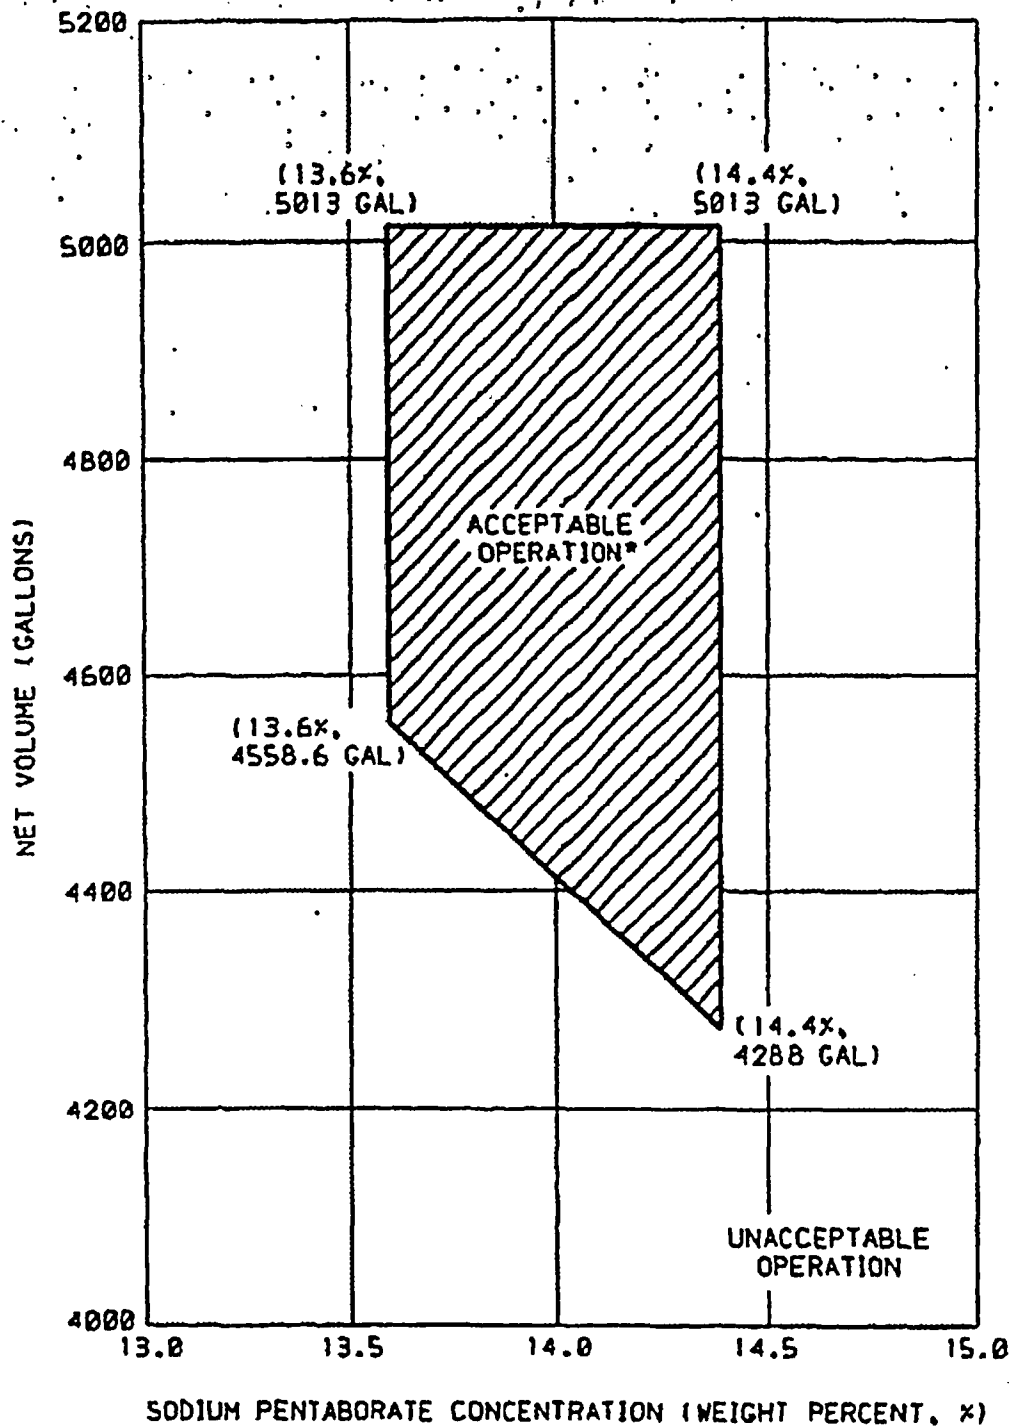 5200
(13.6%,
.5013 GAL)
(14.4%,
5013 GAL)
5000
4800
ACCEPTABLE
OPERATION*
4600
(13.6%,
4558.6 GAL)
4400
(14.4%,
4288 GAL)
4200
UNACCEPTABLE
OPERATION
4000
13.0 13.5 14.0 14.5 15.0
NET VOLUME (GALLONS)
SODIUM PENTABORATE CONCENTRATION (WEIGHT PERCENT, %)